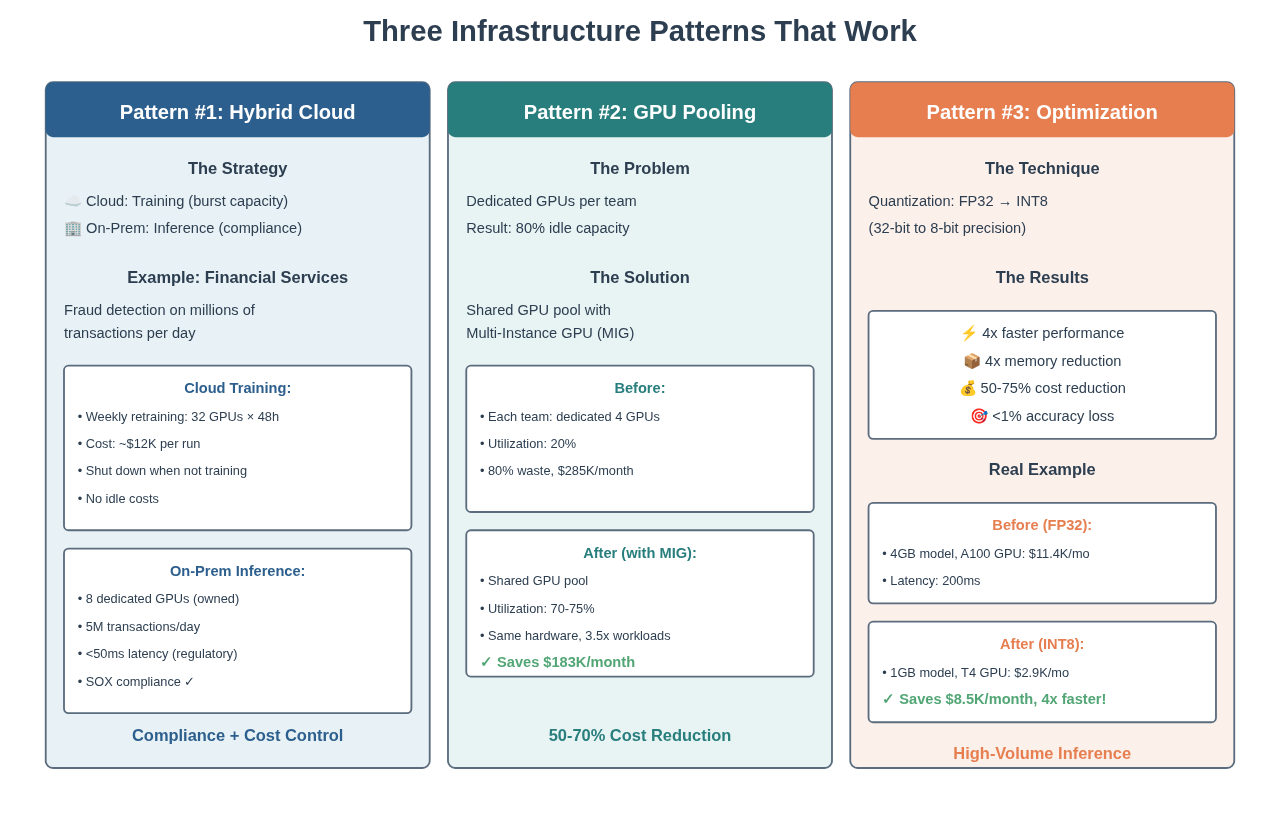 Three Infrastructure Patterns That Work
Pattern #1: Hybrid Cloud
The Strategy
☁️ Cloud: Training (burst capacity)
🏢 On-Prem: Inference (compliance)
Example: Financial Services
Fraud detection on millions of
transactions per day
Cloud Training:
• Weekly retraining: 32 GPUs × 48h
• Cost: ~$12K per run
• Shut down when not training
• No idle costs
On-Prem Inference:
• 8 dedicated GPUs (owned)
• 5M transactions/day
• <50ms latency (regulatory)
• SOX compliance ✓
Compliance + Cost Control
Pattern #2: GPU Pooling
The Problem
Dedicated GPUs per team
Result: 80% idle capacity
The Solution
Shared GPU pool with
Multi-Instance GPU (MIG)
Before:
• Each team: dedicated 4 GPUs
• Utilization: 20%
• 80% waste, $285K/month
After (with MIG):
• Shared GPU pool
• Utilization: 70-75%
• Same hardware, 3.5x workloads
✓ Saves $183K/month
50-70% Cost Reduction
Pattern #3: Optimization
The Technique
Quantization: FP32 → INT8
(32-bit to 8-bit precision)
The Results
⚡ 4x faster performance
📦 4x memory reduction
💰 50-75% cost reduction
🎯 <1% accuracy loss
Real Example
Before (FP32):
• 4GB model, A100 GPU: $11.4K/mo
• Latency: 200ms
After (INT8):
• 1GB model, T4 GPU: $2.9K/mo
✓ Saves $8.5K/month, 4x faster!
High-Volume Inference